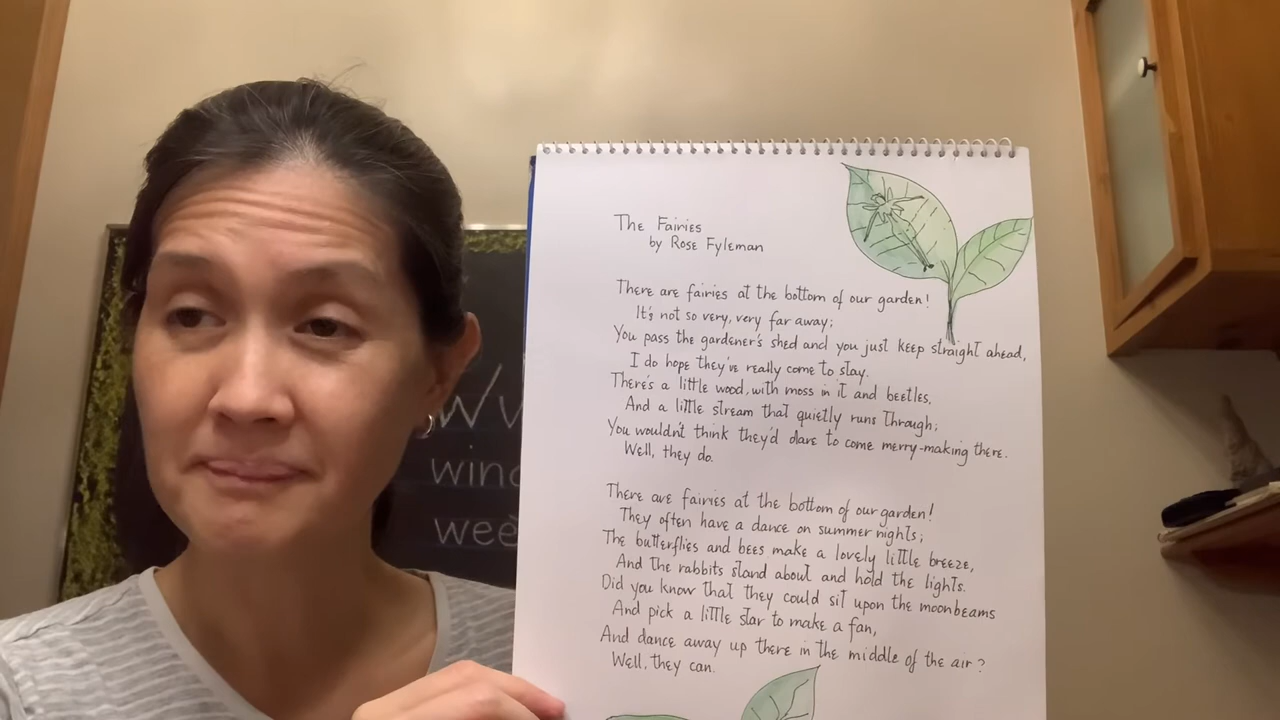 The Fairies
by Rose Fyleman
There are fairies at the bottom of our garden!
It's not so very, very far away;
You pass the gardener's shed and you just keep straight ahead,
I do hope they've really come to stay.
There's a little wood, with moss in it and beetles,
And a little stream that quietly runs through;
You wouldn't think they'd dare to come merry-making there.
Well, they do.
There are fairies at the bottom of our garden!
They often have a dance on summer nights;
The butterflies and bees make a lovely little breeze,
And the rabbits stand about and hold the lights.
Did you know that they could sit upon the moonbeams
And pick a little star to make a fan,
And dance away up there in the middle of the air?
Well, they can.